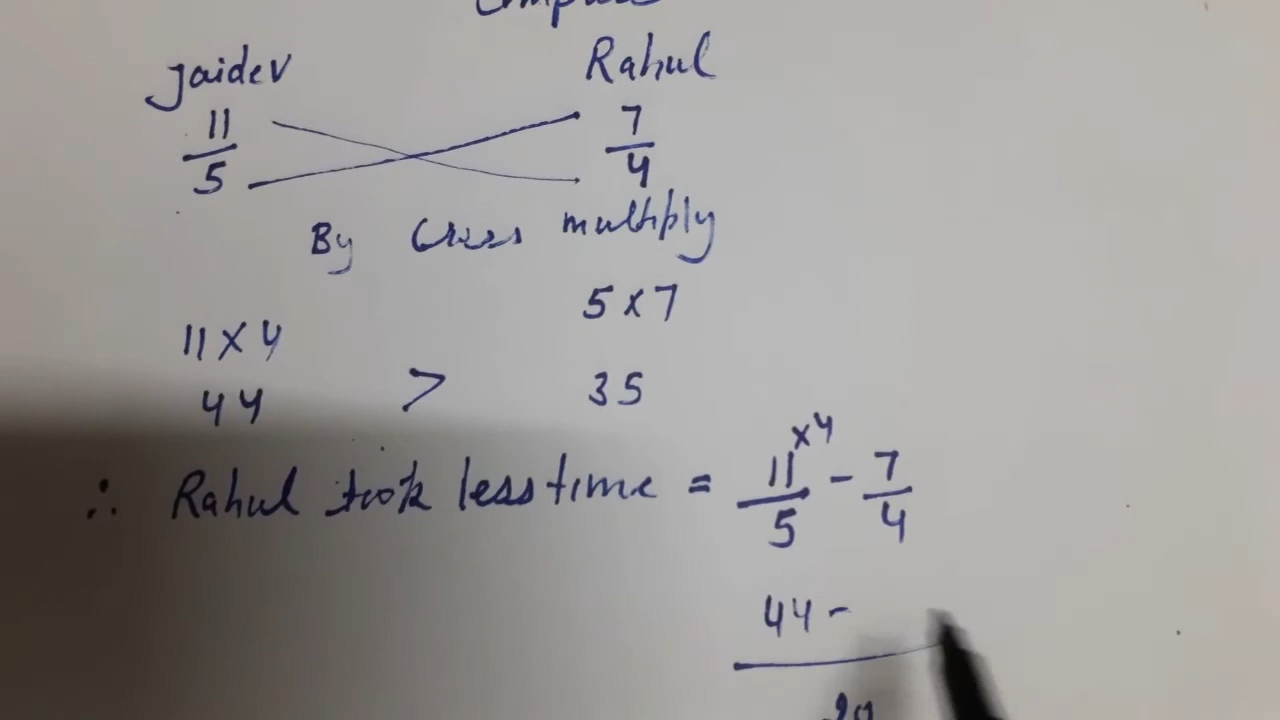 Jaidev Rahul
11/5 7/4
By Cross multiply
5 x 7
11 x 4
44 > 35
x4
∴ Rahul took less time = 11/5 - 7/4
44 -
20